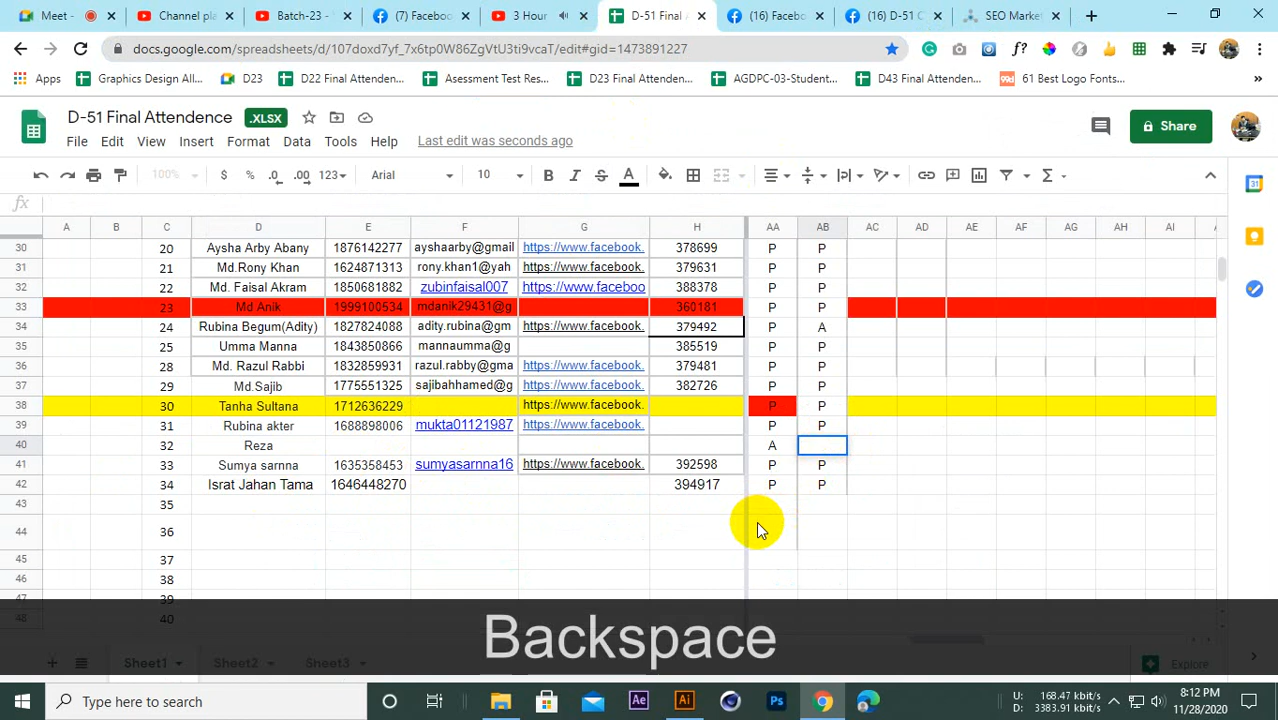 Meet -
Channel pl
Batch-23 -
(7) Facebo
3 Hour
D-51 Final
(16) Faceb
(16) D-51 C
SEO Market
docs.google.com/spreadsheets/d/107doxd7yf_7x6tp0W86ZgVtU3ti9vcaT/edit#gid=1473891227
Apps
Graphics Design All...
D23
D22 Final Attenden...
Asessment Test Res...
D23 Final Attenden...
AGDPC-03-Student...
D43 Final Attenden...
61 Best Logo Fonts...
»
D-51 Final Attendence
.XLSX
Share
File Edit View Insert Format Data Tools Help Last edit was seconds ago
100% $ % .0 .00 123 Arial 10 B I S A
fx
A B C D E F G H AA AB AC AD AE AF AG AH AI
30 20 Aysha Arby Abany 1876142277 ayshaarby@gmail https://www.facebook. 378699 P P
31 21 Md.Rony Khan 1624871313 rony.khan1@yah https://www.facebook. 379631 P P
32 22 Md. Faisal Akram 1850681882 zubinfaisal007 https://www.faceboo 388378 P P
33 23 Md Anik 1999100534 mdanik29431@g 360181 P P
34 24 Rubina Begum(Adity) 1827824088 adity.rubina@gm https://www.facebook. 379492 P A
35 25 Umma Manna 1843850866 mannaumma@g 385519 P P
36 28 Md. Razul Rabbi 1832859931 razul.rabby@gma https://www.facebook. 379481 P P
37 29 Md.Sajib 1775551325 sajibahhamed@g https://www.facebook. 382726 P P
38 30 Tanha Sultana 1712636229 https://www.facebook. P P
39 31 Rubina akter 1688898006 mukta01121987 https://www.facebook. P P
40 32 Reza A
41 33 Sumya sarnna 1635358453 sumyasarnna16 https://www.facebook. 392598 P P
42 34 Israt Jahan Tama 1646448270 394917 P P
43 35
44 36
45 37
46 38
47 39
48 40
Backspace
Sheet1 Sheet2 Sheet3
Explore
Type here to search
Ae Ai Ps
U: 168.47 kbit/s
D: 3383.91 kbit/s
8:12 PM
11/28/2020